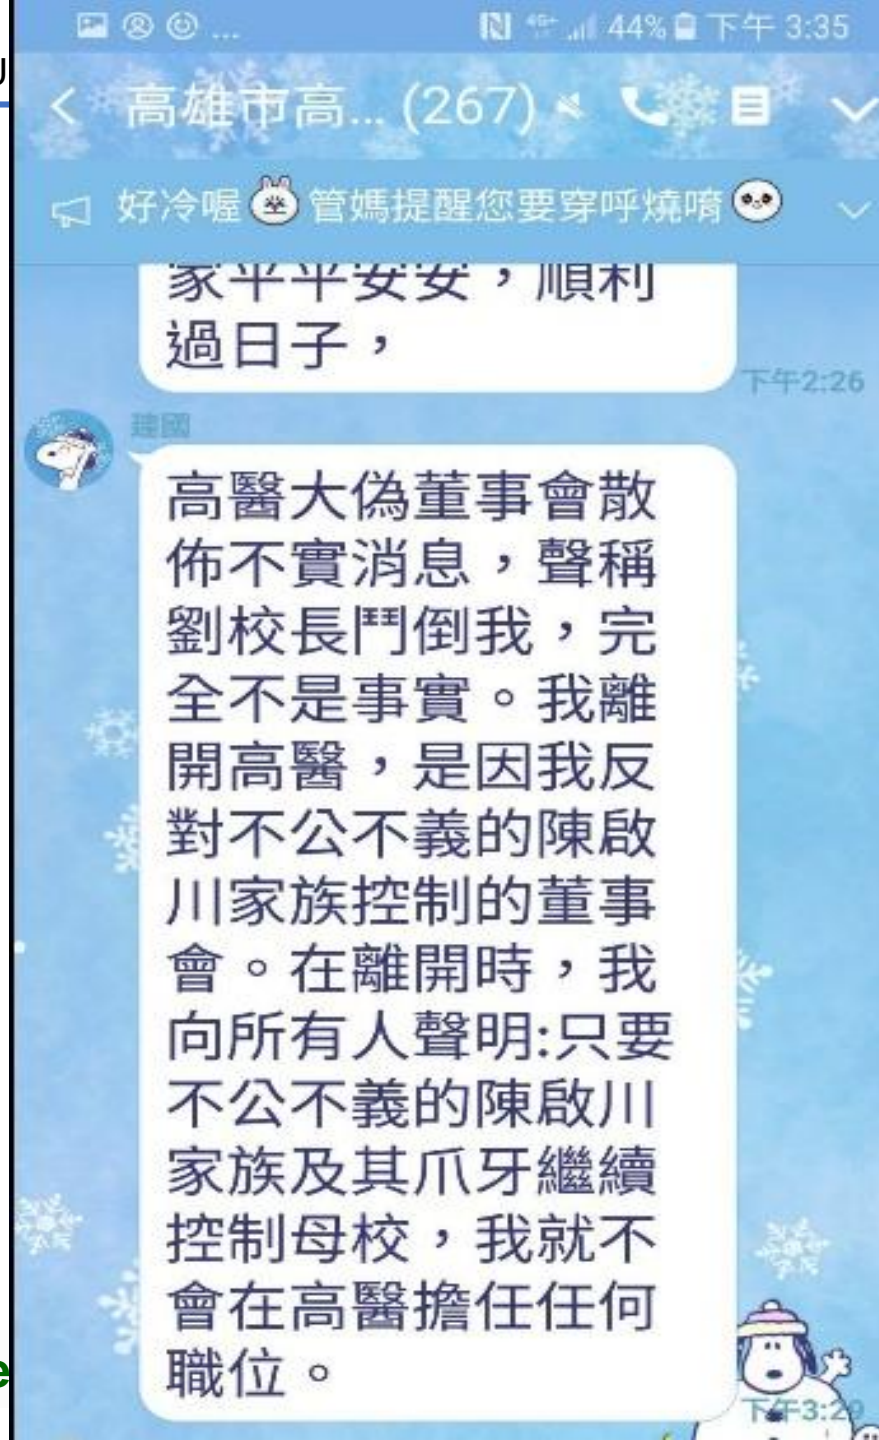 U
44% 下午 3:35
高雄市高... (267)
好冷喔 管媽提醒您要穿呼燒唷
家平平安安，順利
過日子，
下午2:26
建國
高醫大偽董事會散
佈不實消息，聲稱
劉校長鬥倒我，完
全不是事實。我離
開高醫，是因我反
對不公不義的陳啟
川家族控制的董事
會。在離開時，我
向所有人聲明:只要
不公不義的陳啟川
家族及其爪牙繼續
控制母校，我就不
會在高醫擔任任何
職位。
e
下午3:29